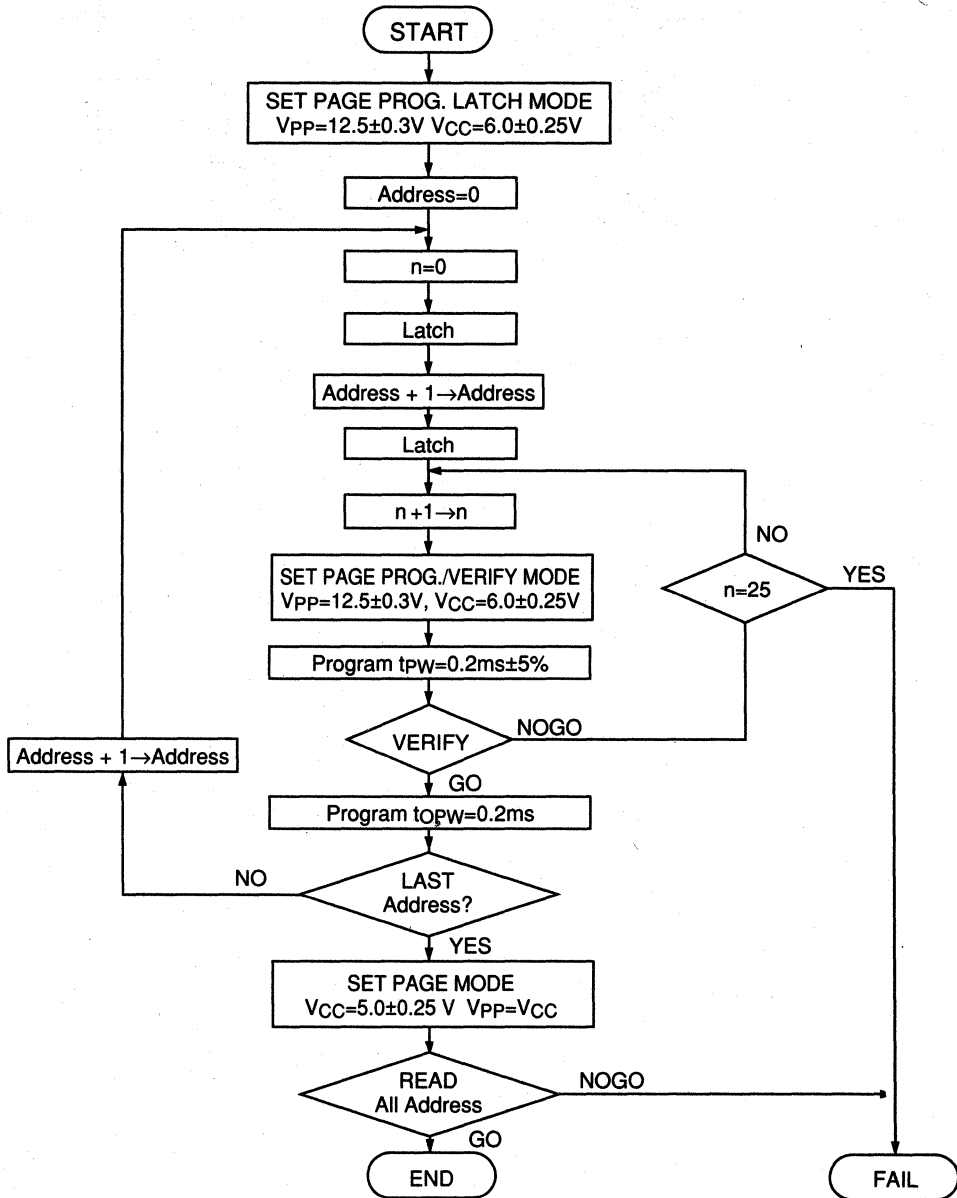 START
SET PAGE PROG. LATCH MODE
VPP=12.5±0.3V VCC=6.0±0.25V
Address=0
n=0
Latch
Address + 1→Address
Latch
n +1→n
NO
SET PAGE PROG./VERIFY MODE
VPP=12.5±0.3V, VCC=6.0±0.25V
n=25
YES
Program tPW=0.2ms±5%
VERIFY
NOGO
Address + 1→Address
GO
Program tOPW=0.2ms
NO
LAST
Address?
YES
SET PAGE MODE
VCC=5.0±0.25 V VPP=VCC
READ
All Address
NOGO
GO
END
FAIL